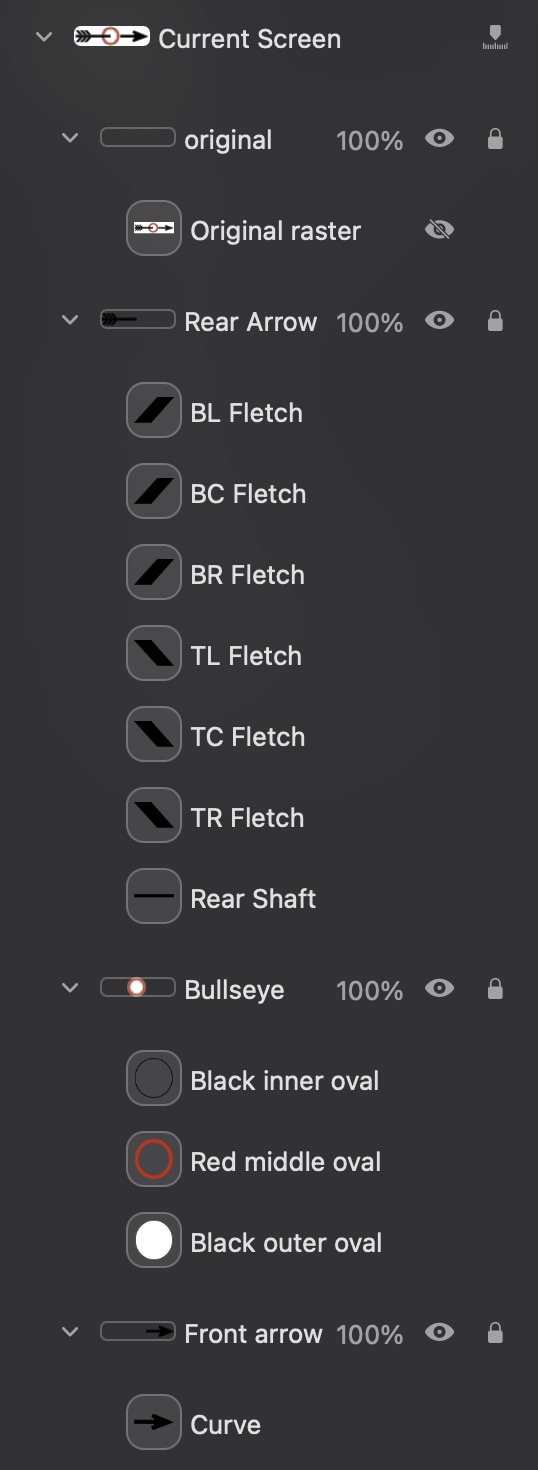 Current Screen
original 100%
Original raster
Rear Arrow 100%
BL Fletch
BC Fletch
BR Fletch
TL Fletch
TC Fletch
TR Fletch
Rear Shaft
Bullseye 100%
Black inner oval
Red middle oval
Black outer oval
Front arrow 100%
Curve